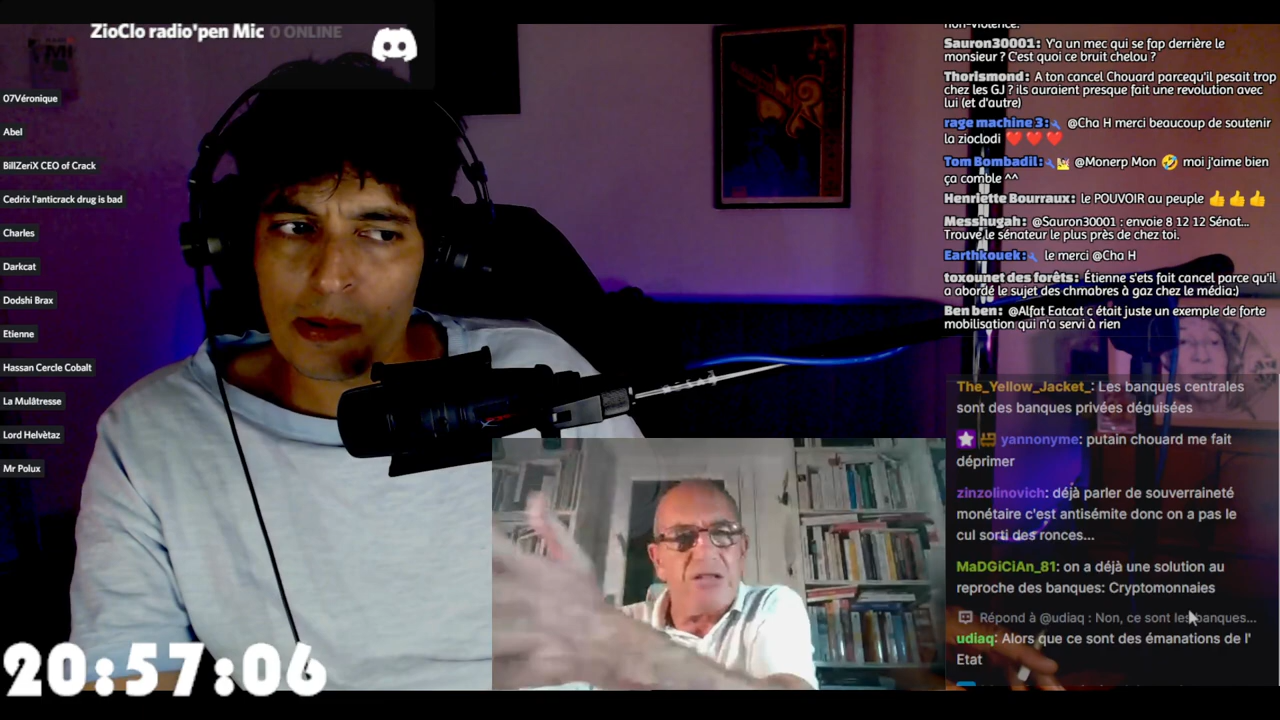 ZioClo radio'pen Mic 0 ONLINE
07Véronique
Abel
BillZeriX CEO of Crack
Cedrix l'anticrack drug is bad
Charles
Darkcat
Dodshi Brax
Etienne
Hassan Cercle Cobalt
La Mulâtresse
Lord Helvètaz
Mr Polux
20:57:06
non-violence.
Sauron30001: Y'a un mec qui se fap derrière le
monsieur ? C'est quoi ce bruit chelou ?
Thorismond: A ton cancel Chouard parcequ'il pesait trop
chez les GJ ? ils auraient presque fait une revolution avec
lui (et d'autre)
rage machine 3: @Cha H merci beaucoup de soutenir
la zioclodi ❤️ ❤️ ❤️
Tom Bombadil: @Monerp Mon 🤣 moi j'aime bien
ça comble ^^
Henriette Bourraux: le POUVOIR au peuple 👍👍👍
Messhugah: @Sauron30001 : envoie 8 12 12 Sénat...
Trouve le sénateur le plus près de chez toi.
Earthkouek: le merci @Cha H
toxounet des forêts: Étienne s'ets fait cancel parce qu'il
a abordé le sujet des chmabres à gaz chez le média:)
Ben ben: @Alfat Eatcat c était juste un exemple de forte
mobilisation qui n'a servi à rien
The_Yellow_Jacket_: Les banques centrales
sont des banques privées déguisées
yannonyme: putain chouard me fait
déprimer
zinzolinovich: déjà parler de souverraineté
monétaire c'est antisémite donc on a pas le
cul sorti des ronces...
MaDGiCiAn_81: on a déjà une solution au
reproche des banques: Cryptomonnaies
Répond à @udiaq : Non, ce sont les banques...
udiaq: Alors que ce sont des émanations de l'
Etat